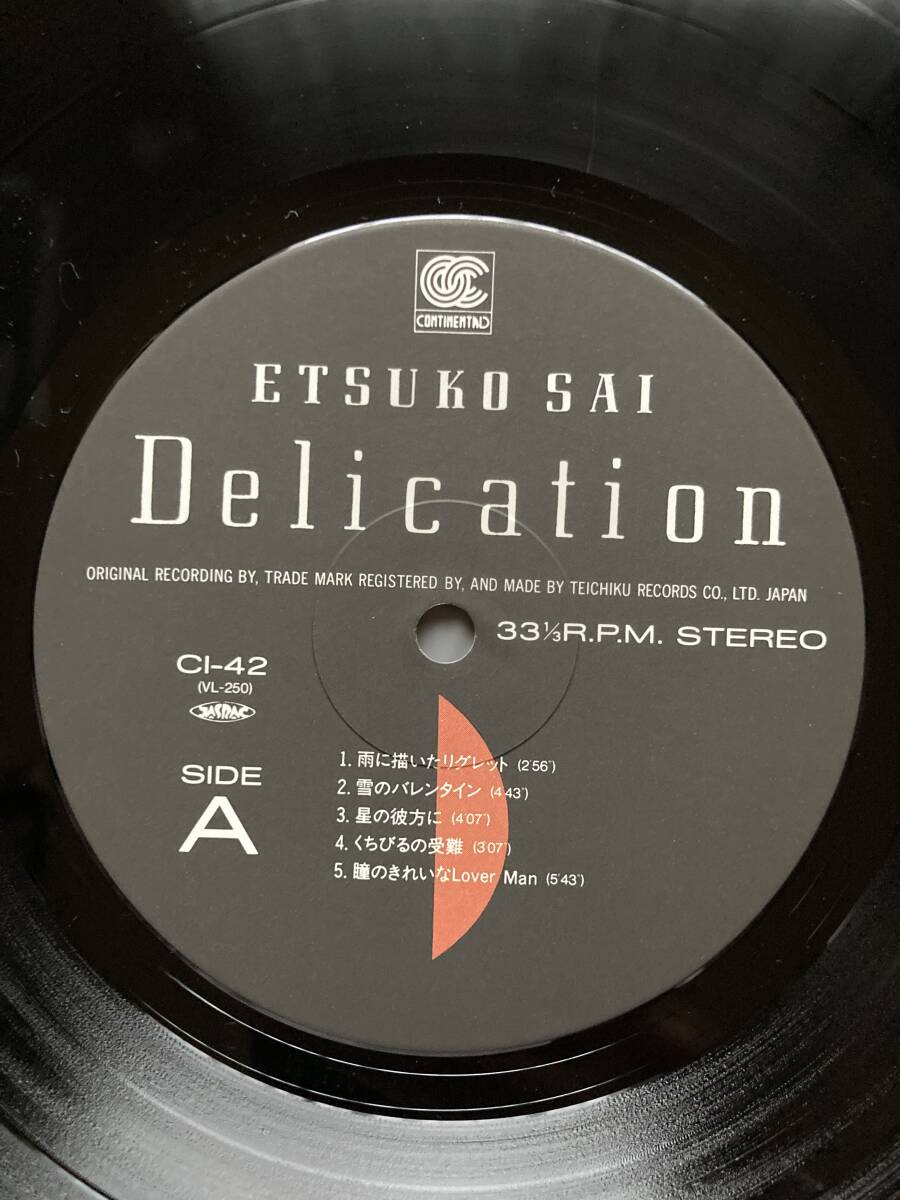 CONTINENTAL
ETSUKO SAI
Delication
ORIGINAL RECORDING BY, TRADE MARK REGISTERED BY, AND MADE BY TEICHIKU RECORDS CO., LTD. JAPAN
33⅓R.P.M. STEREO
CI-42
(VL-250)
JASRAC
SIDE
A
1. 雨に描いたリグレット (2'56")
2. 雪のバレンタイン (4'43")
3. 星の彼方に (4'07")
4. くちびるの受難 (3'07")
5. 瞳のきれいなLover Man (5'43")